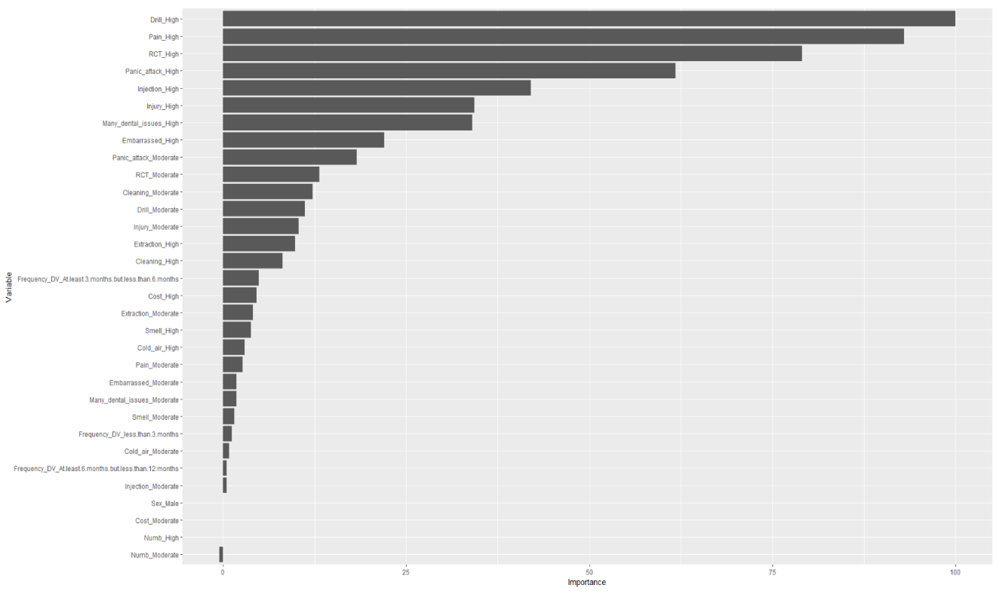 Drill_High
Pain_High
RCT_High
Panic_attack_High
Injection_High
Injury_High
Many_dental_issues_High
Embarrassed_High
Panic_attack_Moderate
RCT_Moderate
Cleaning_Moderate
Drill_Moderate
Injury_Moderate
Extraction_High
Cleaning_High
Frequency_DV_At.least.3.months.but.less.than.6.months
Cost_High
Extraction_Moderate
Smell_High
Cold_air_High
Pain_Moderate
Embarrassed_Moderate
Many_dental_issues_Moderate
Smell_Moderate
Frequency_DV_less.than.3.months
Cold_air_Moderate
Frequency_DV_At.least.6.months.but.less.than.12.months
Injection_Moderate
Sex_Male
Cost_Moderate
Numb_High
Numb_Moderate
Variable
0 25 50 75 100
Importance